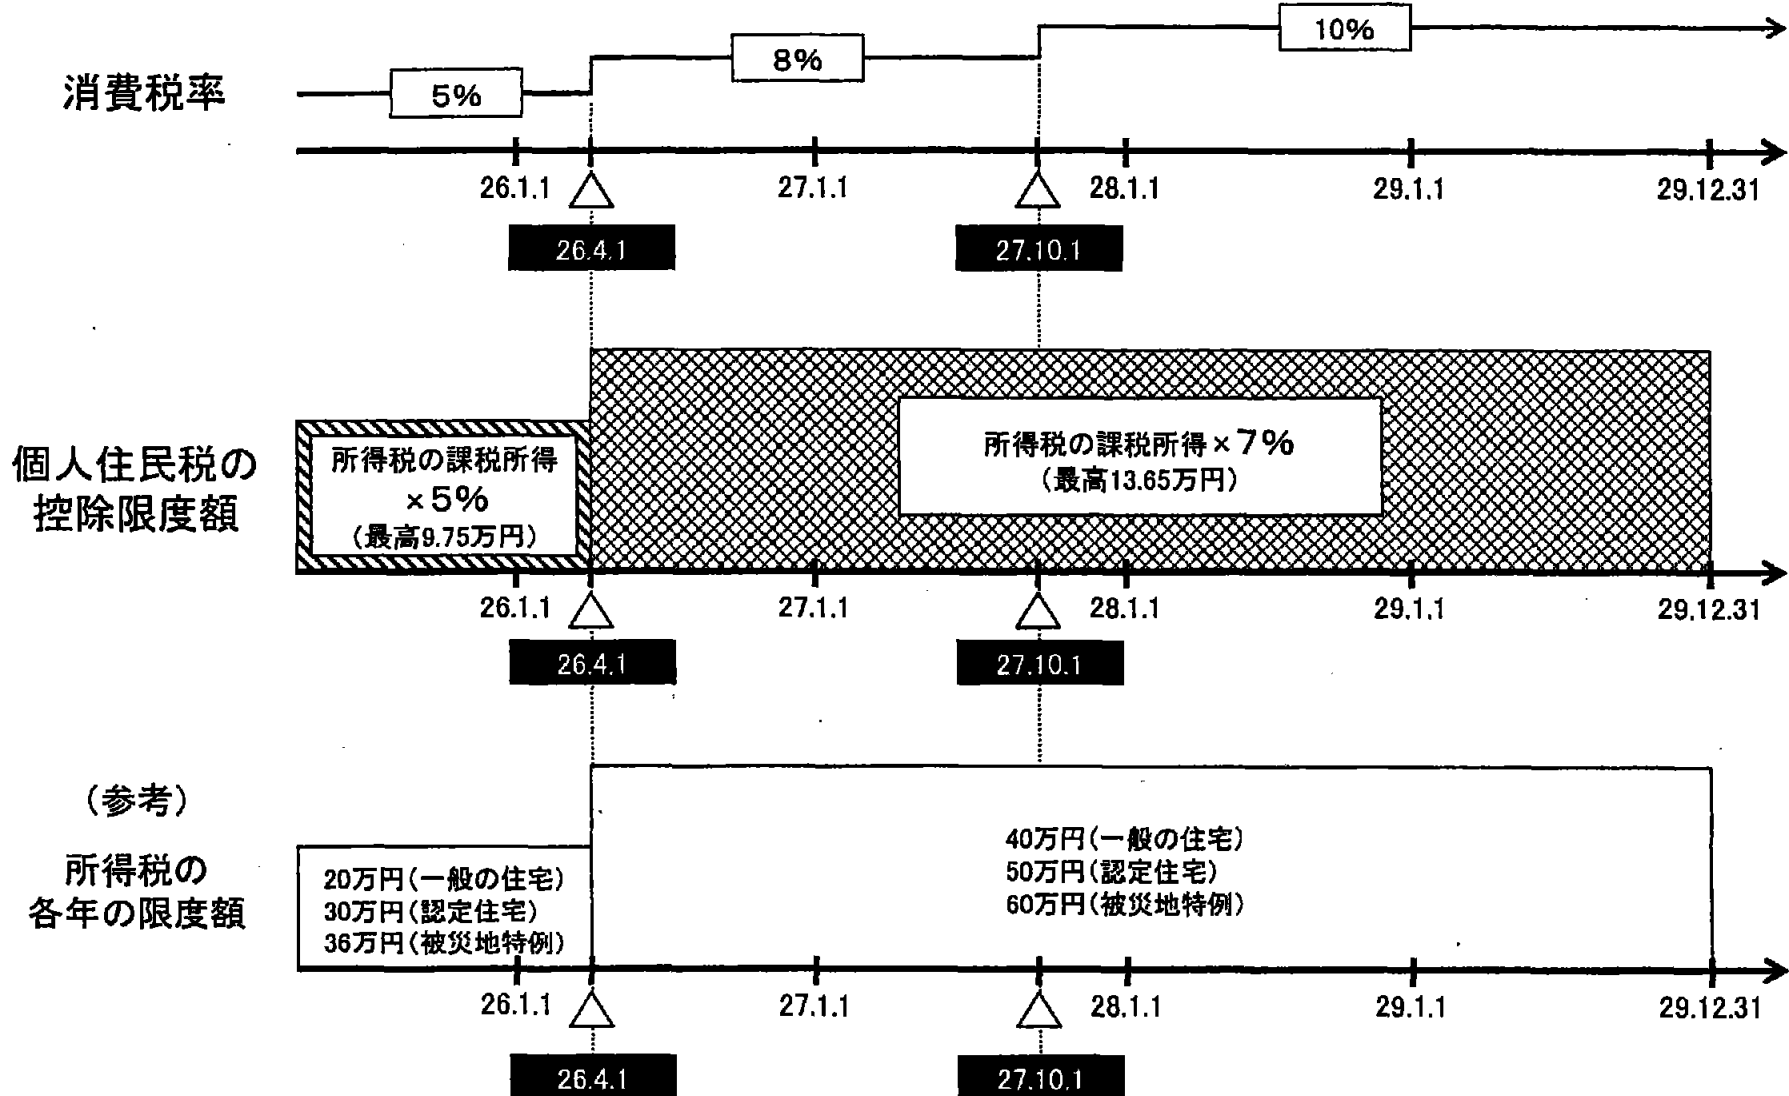 消費税率
5%
8%
10%
26.1.1
27.1.1
28.1.1
29.1.1
29.12.31
26.4.1
27.10.1
個人住民税の
控除限度額
所得税の課税所得
×5%
(最高9.75万円)
所得税の課税所得×7%
(最高13.65万円)
26.1.1
27.1.1
28.1.1
29.1.1
29.12.31
26.4.1
27.10.1
(参考)
所得税の
各年の限度額
20万円(一般の住宅)
30万円(認定住宅)
36万円(被災地特例)
40万円(一般の住宅)
50万円(認定住宅)
60万円(被災地特例)
26.1.1
27.1.1
28.1.1
29.1.1
29.12.31
26.4.1
27.10.1